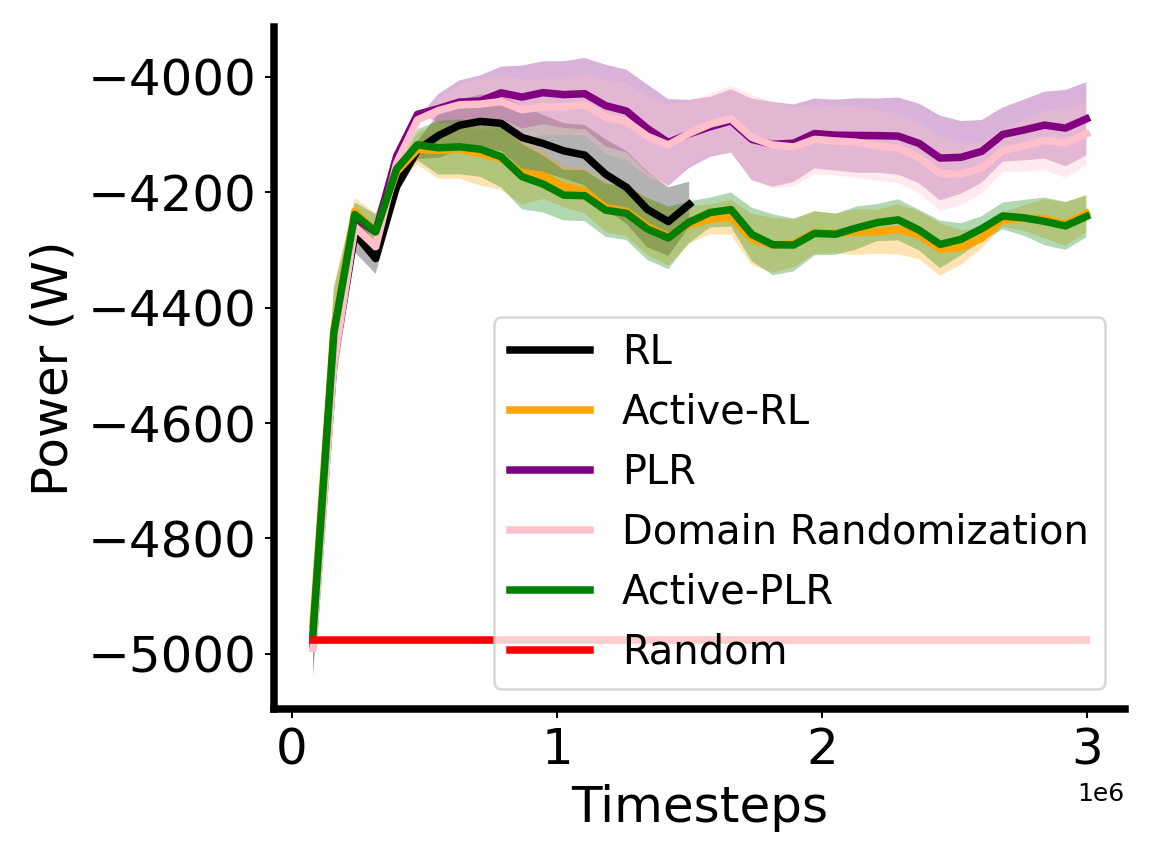 −4000
−4200
−4400
−4600
−4800
−5000
Power (W)
RL
Active-RL
PLR
Domain Randomization
Active-PLR
Random
0
1
2
3
1e6
Timesteps